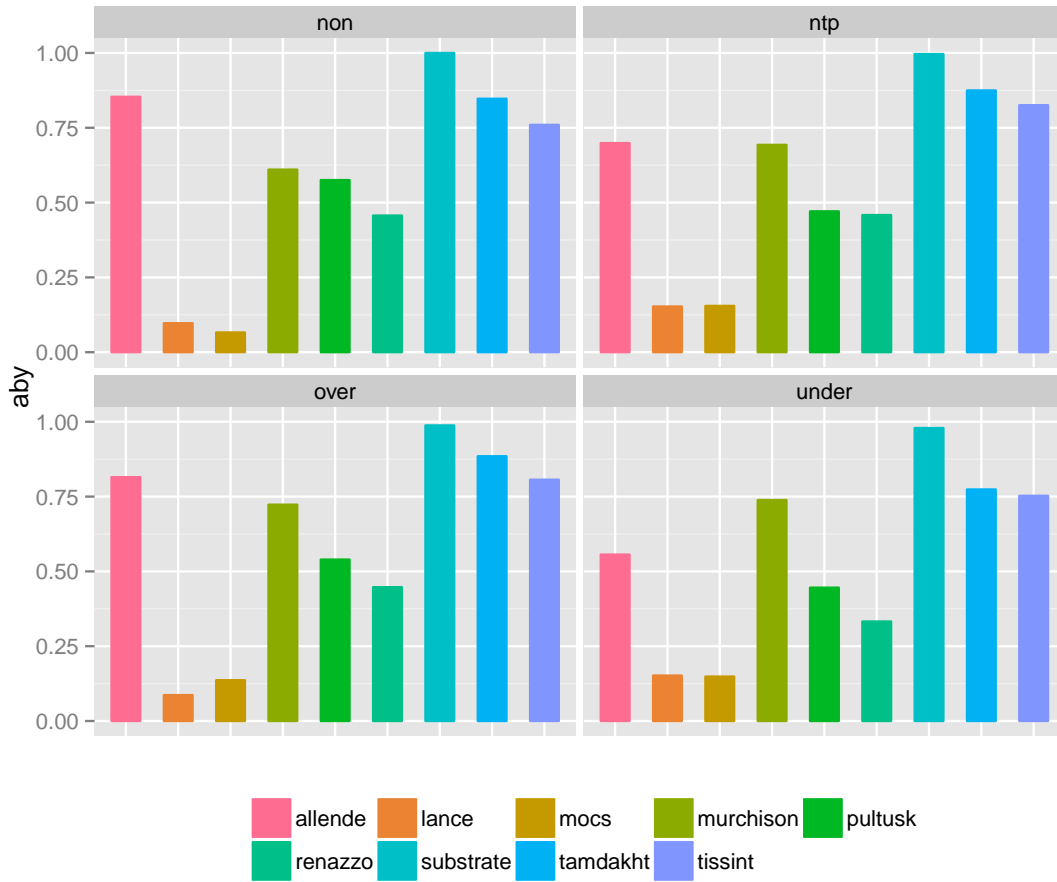 non
ntp
1.00
0.75
0.50
0.25
0.00
aby
over
under
1.00
0.75
0.50
0.25
0.00
allende lance mocs murchison pultusk
renazzo substrate tamdakht tissint